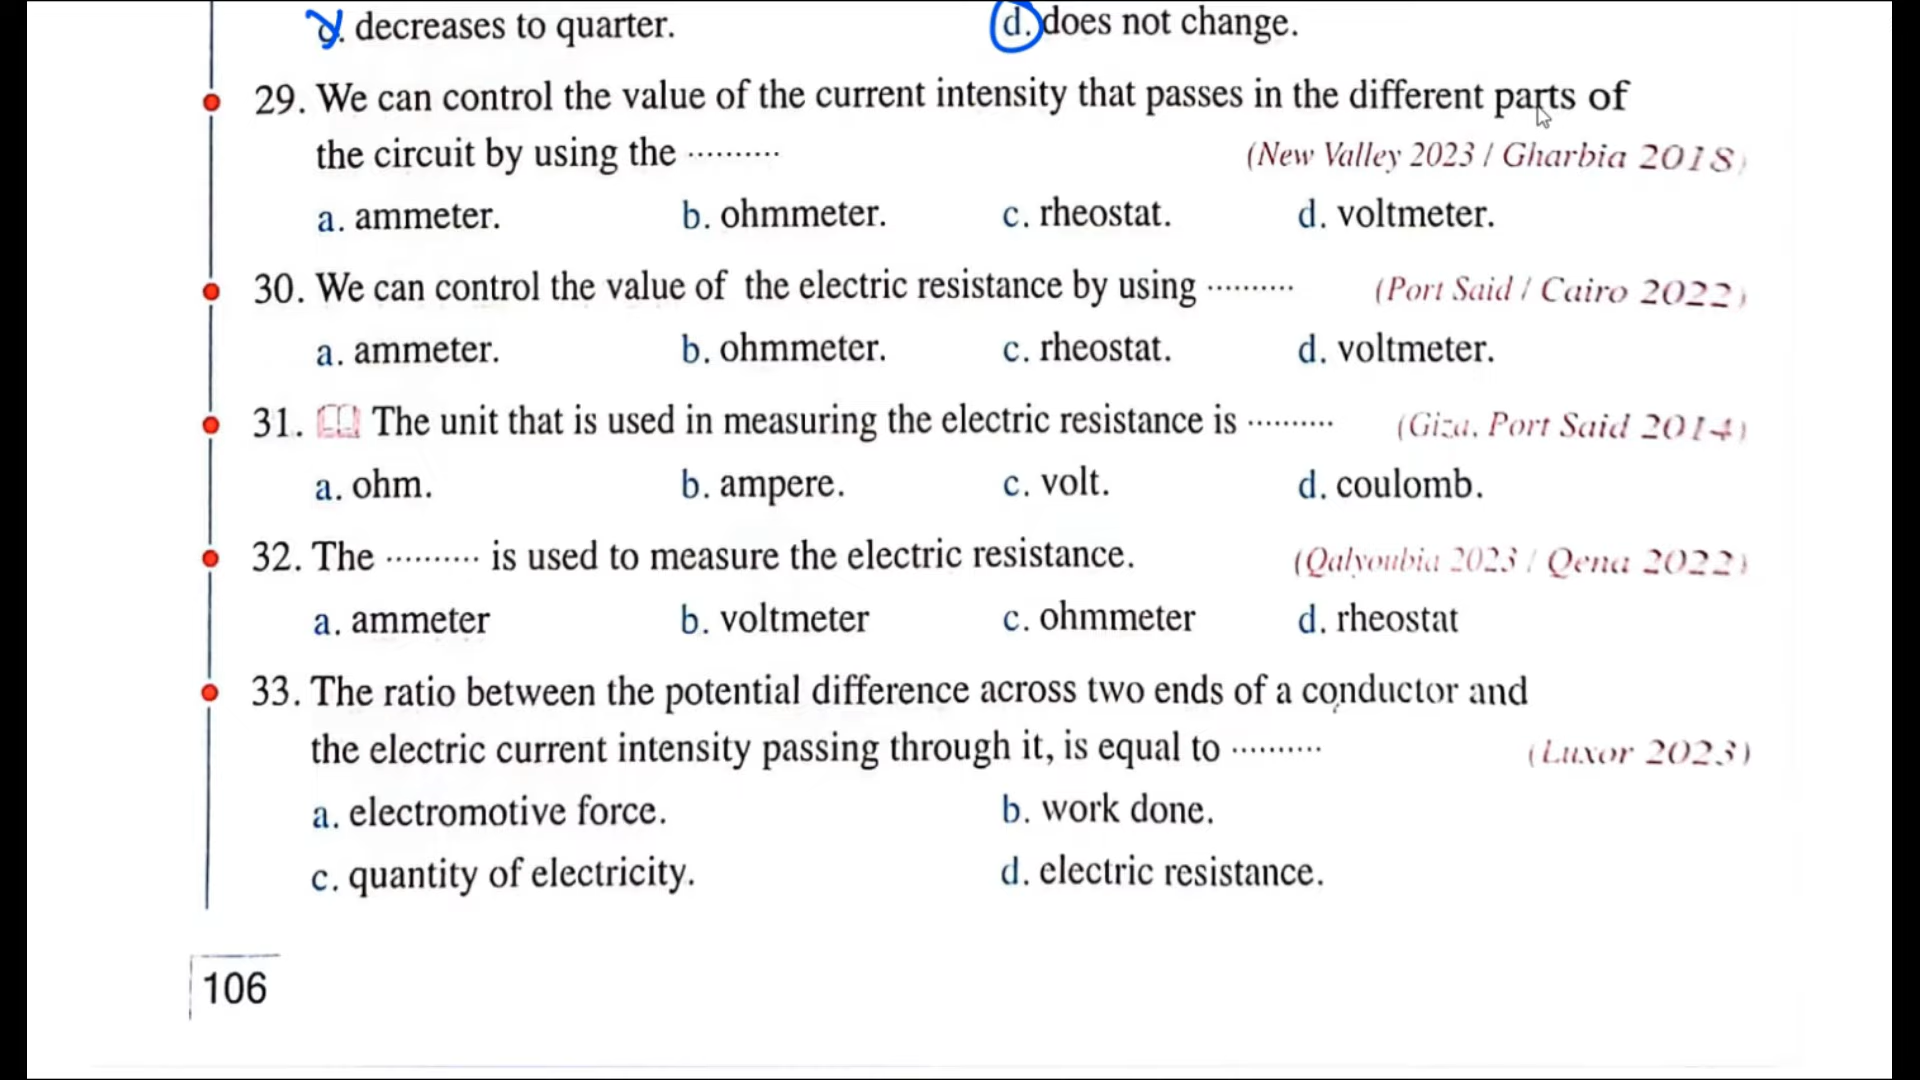 c. decreases to quarter. d. does not change.
29. We can control the value of the current intensity that passes in the different parts of
the circuit by using the ·········· (New Valley 2023 / Gharbia 2018)
a. ammeter. b. ohmmeter. c. rheostat. d. voltmeter.
30. We can control the value of the electric resistance by using ·········· (Port Said / Cairo 2022)
a. ammeter. b. ohmmeter. c. rheostat. d. voltmeter.
31. The unit that is used in measuring the electric resistance is ·········· (Giza, Port Said 2014)
a. ohm. b. ampere. c. volt. d. coulomb.
32. The ·········· is used to measure the electric resistance. (Qalyoubia 2023 / Qena 2022)
a. ammeter b. voltmeter c. ohmmeter d. rheostat
33. The ratio between the potential difference across two ends of a conductor and
the electric current intensity passing through it, is equal to ·········· (Luxor 2023)
a. electromotive force. b. work done.
c. quantity of electricity. d. electric resistance.
106